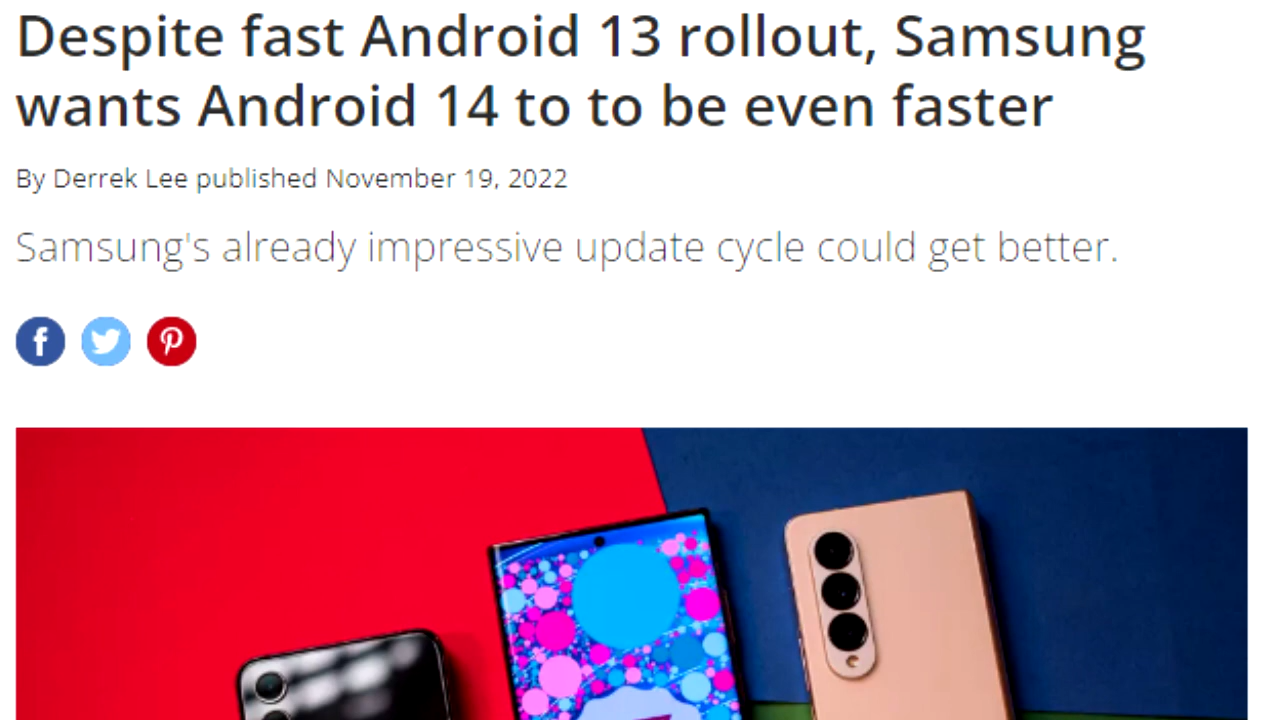 Despite fast Android 13 rollout, Samsung
wants Android 14 to to be even faster
By Derrek Lee published November 19, 2022
Samsung's already impressive update cycle could get better.